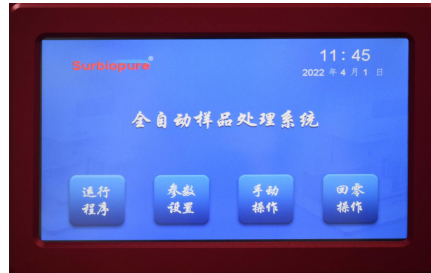 Surbiopure
11:45
2022 年 4 月 1 日
全自动样品处理系统
运行
程序
参数
设置
手动
操作
回零
操作